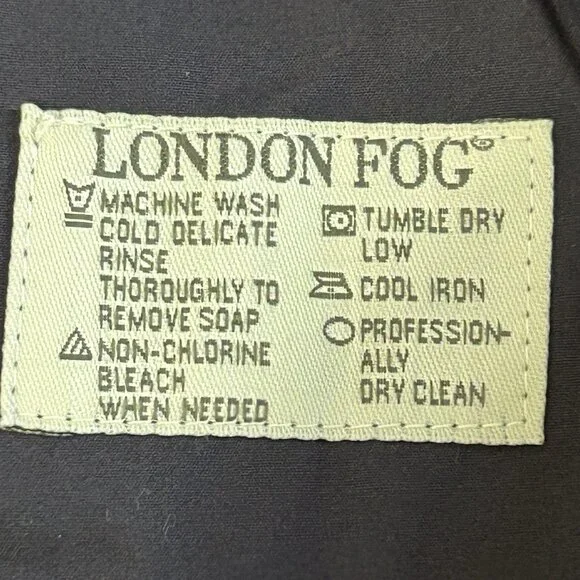 LONDON FOG®
MACHINE WASH
COLD DELICATE
RINSE
THOROUGHLY TO
REMOVE SOAP
NON-CHLORINE
BLEACH
WHEN NEEDED
TUMBLE DRY
LOW
COOL IRON
PROFESSION-
ALLY
DRY CLEAN